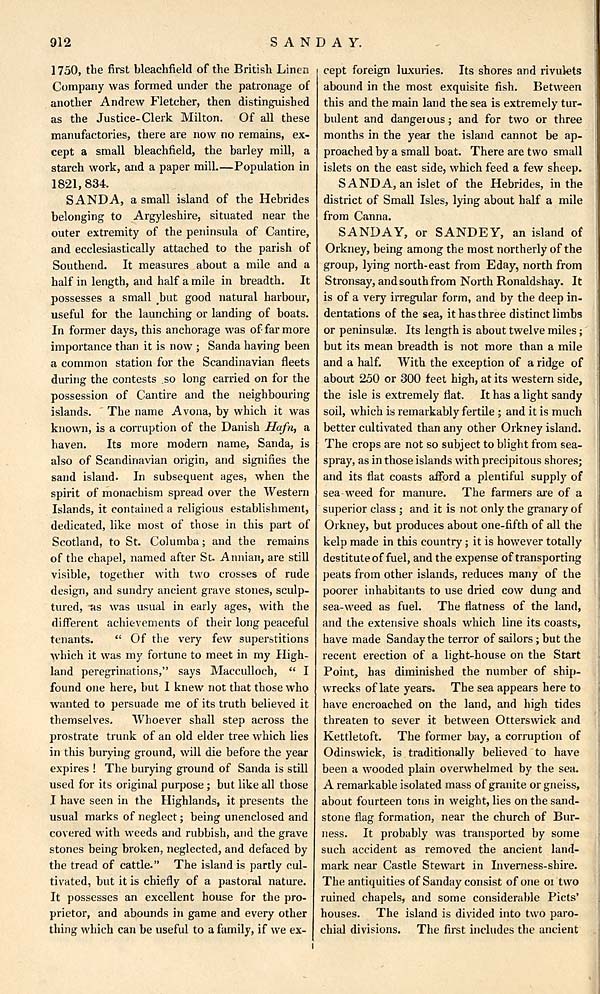 912
SANDAY.
1750, the first bleachfield of the British Linen
Company was formed under the patronage of
another Andrew Fletcher, then distinguished
as the Justice-Clerk Milton. Of all these
manufactories, there are now no remains, ex-
cept a small bleachfield, the barley mill, a
starch work, and a paper mill.—Population in
1821, 834.
SANDA, a small island of the Hebrides
belonging to Argyleshire, situated near the
outer extremity of the peninsula of Cantire,
and ecclesiastically attached to the parish of
Southend. It measures about a mile and a
half in length, and half a mile in breadth. It
possesses a small but good natural harbour,
useful for the launching or landing of boats.
In former days, this anchorage was of far more
importance than it is now; Sanda having been
a common station for the Scandinavian fleets
during the contests so long carried on for the
possession of Cantire and the neighbouring
islands. The name Avona, by which it was
known, is a corruption of the Danish Hafn, a
haven. Its more modern name, Sanda, is
also of Scandinavian origin, and signifies the
sand island. In subsequent ages, when the
spirit of monachism spread over the Western
Islands, it contained a religious establishment,
dedicated, like most of those in this part of
Scotland, to St. Columba; and the remains
of the chapel, named after St. Annian, are still
visible, together with two crosses of rude
design, and sundry ancient grave stones, sculp-
tured, as was usual in early ages, with the
different achievements of their long peaceful
tenants. “ Of the very few superstitions
which it was my fortune to meet in my High-
land peregrinations,” says Macculloch, “ I
found one here, but I knew not that those who
wanted to persuade me of its truth believed it
themselves. Whoever shall step across the
prostrate trunk of an old elder tree which lies
in this burying ground, will die before the year
expires ! The burying ground of Sanda is still
used for its original purpose; but like all those
I have seen in the Highlands, it presents the
usual marks of neglect; being unenclosed and
covered with weeds and rubbish, and the grave
stones being broken, neglected, and defaced by
the tread of cattle.” The island is partly cul-
tivated, but it is chiefly of a pastoral nature.
It possesses an excellent house for the pro-
prietor, and abounds in game and every other
thing which can be useful to a family, if we ex-
cept foreign luxuries. Its shores and rivulets
abound in the most exquisite fish. Between
this and the main land the sea is extremely tur-
bulent and dangerous; and for two or three
months in the year the island cannot be ap-
proached by a small boat. There are two small
islets on the east side, which feed a few sheep.
SANDA, an islet of the Hebrides, in the
district of Small Isles, lying about half a mile
from Canna.
SANDAY, or SANDEY, an island of
Orkney, being among the most northerly of the
group, lying north-east from Eday, north from
Stronsay, and south from North Ronaldshay. It
is of a very irregular form, and by the deep in-
dentations of the sea, it has three distinct limbs
or peninsulæ. Its length is about twelve miles;
but its mean breadth is not more than a mile
and a half. With the exception of a ridge of
about 250 or 300 feet high, at its western side,
the isle is extremely flat. It has a light sandy
soil, which is remarkably fertile; and it is much
better cultivated than any other Orkney island.
The crops are not so subject to blight from sea-
spray, as in those islands with precipitous shores;
and its flat coasts afford a plentiful supply of
sea-weed for manure. The farmers are of a
superior class; and it is not only the granary of
Orkney, but produces about one-fifth of all the
kelp made in this country; it is however totally
destitute of fuel, and the expense of transporting
peats from other islands, reduces many of the
poorer inhabitants to use dried cow dung and
sea-weed as fuel. The flatness of the land,
and the extensive shoals which line its coasts,
have made Sanday the terror of sailors; but the
recent erection of a light-house on the Start
Point, has diminished the number of ship-
wrecks of late years. The sea appears here to
have encroached on the land, and high tides
threaten to sever it between Otterswick and
Kettletoft. The former bay, a corruption of
Odinswick, is traditionally believed to have
been a wooded plain overwhelmed by the sea.
A remarkable isolated mass of granite or gneiss,
about fourteen tons in weight, lies on the sand-
stone flag formation, near the church of Bur-
ness. It probably was transported by some
such accident as removed the ancient land-
mark near Castle Stewart in Inverness-shire.
The antiquities of Sanday consist of one or two
ruined chapels, and some considerable Picts'
houses. The island is divided into two paro-
chial divisions. The first includes the ancient